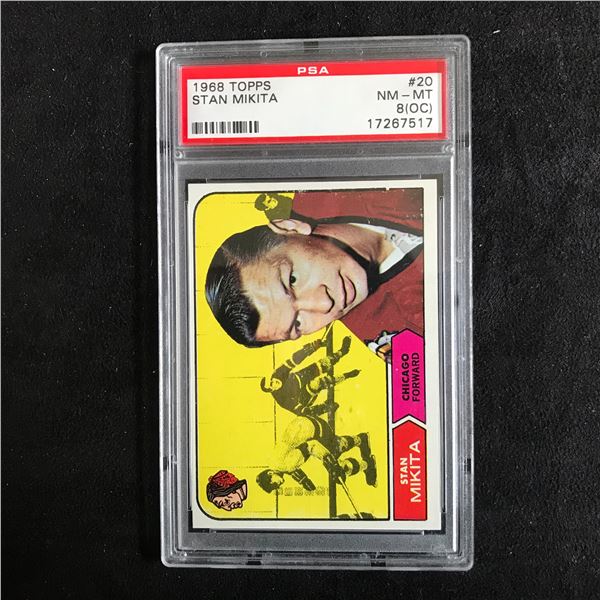 PSA
1968 TOPPS #20
STAN MIKITA NM - MT
8(OC)
17267517
STAN
MIKITA
CHICAGO
FORWARD